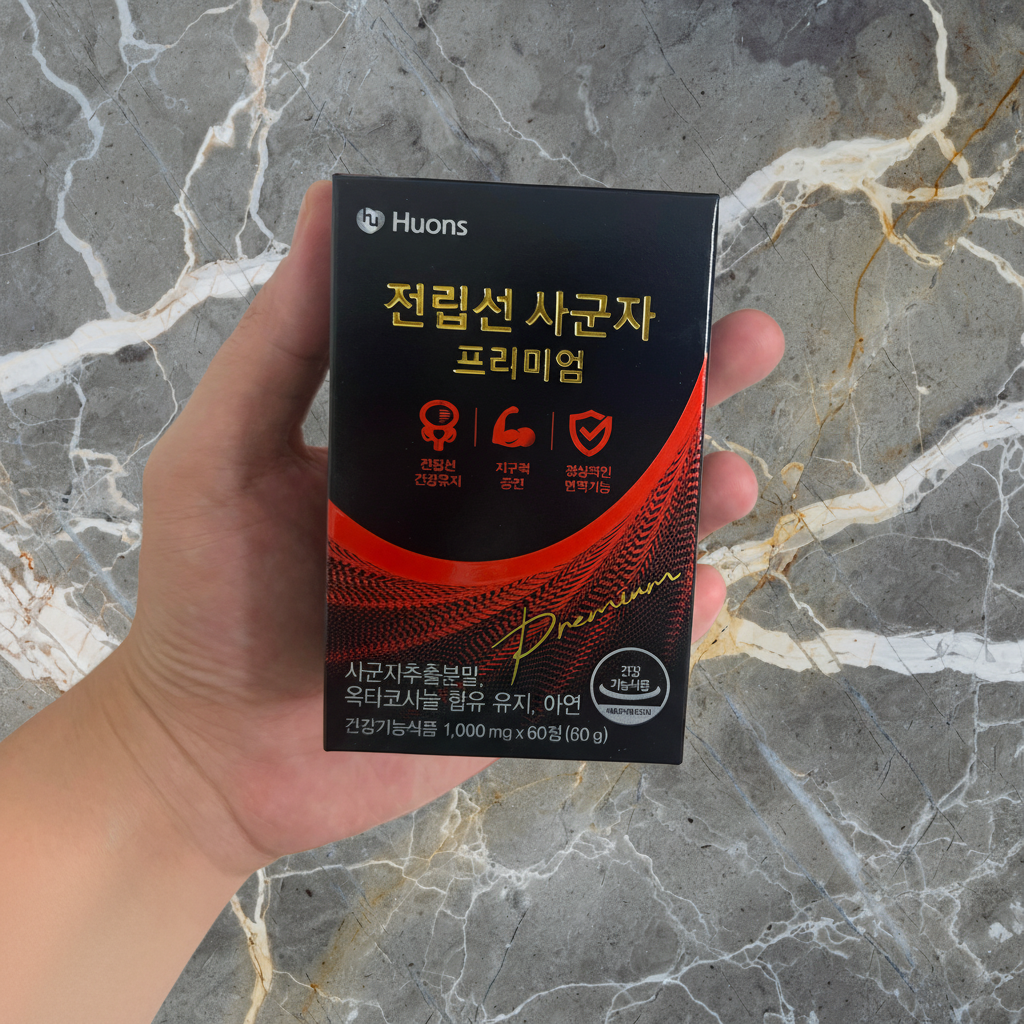 Huons
전립선 사군자
프리미엄
전립선
건강유지
지구력
증진
정상적인
면역기능
Premium
사군자추출분말,
옥타코사놀 함유 유지, 아연
건강
기능식품
건강기능식품 1,000 mg x 60정 (60 g)